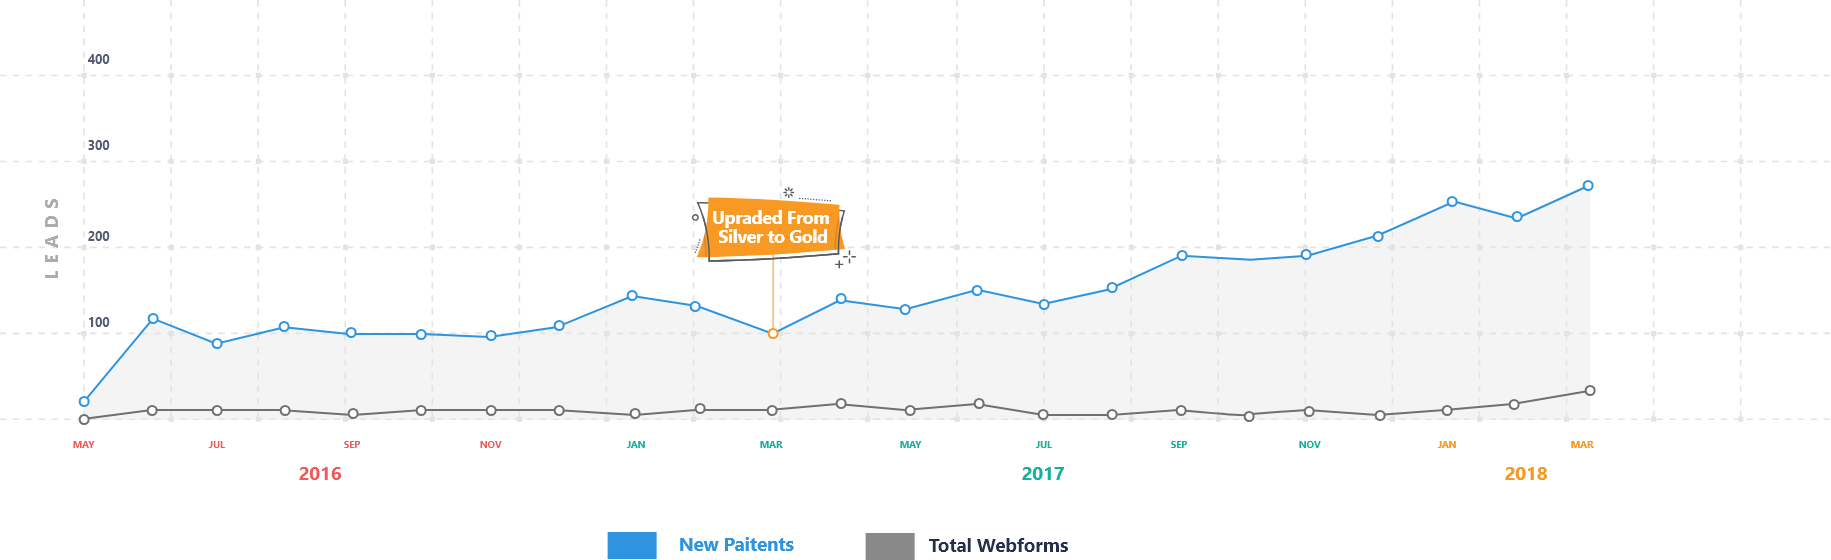 400
300
200
100
LEADS
Upraded From
Silver to Gold
MAY JUL SEP NOV JAN MAR MAY JUL SEP NOV JAN MAR
2016 2017 2018
New Paitents Total Webforms